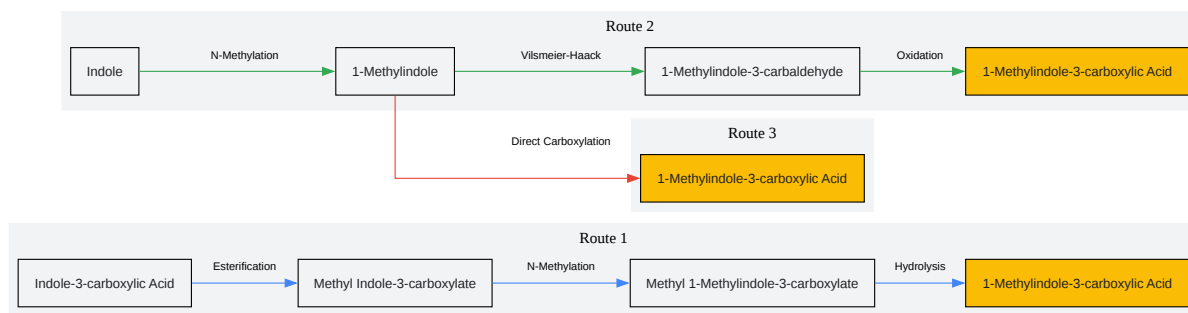 Route 2
N-Methylation
Vilsmeier-Haack
Oxidation
Indole
1-Methylindole
1-Methylindole-3-carbaldehyde
1-Methylindole-3-carboxylic Acid
Route 3
Direct Carboxylation
1-Methylindole-3-carboxylic Acid
Route 1
Esterification
N-Methylation
Hydrolysis
Indole-3-carboxylic Acid
Methyl Indole-3-carboxylate
Methyl 1-Methylindole-3-carboxylate
1-Methylindole-3-carboxylic Acid